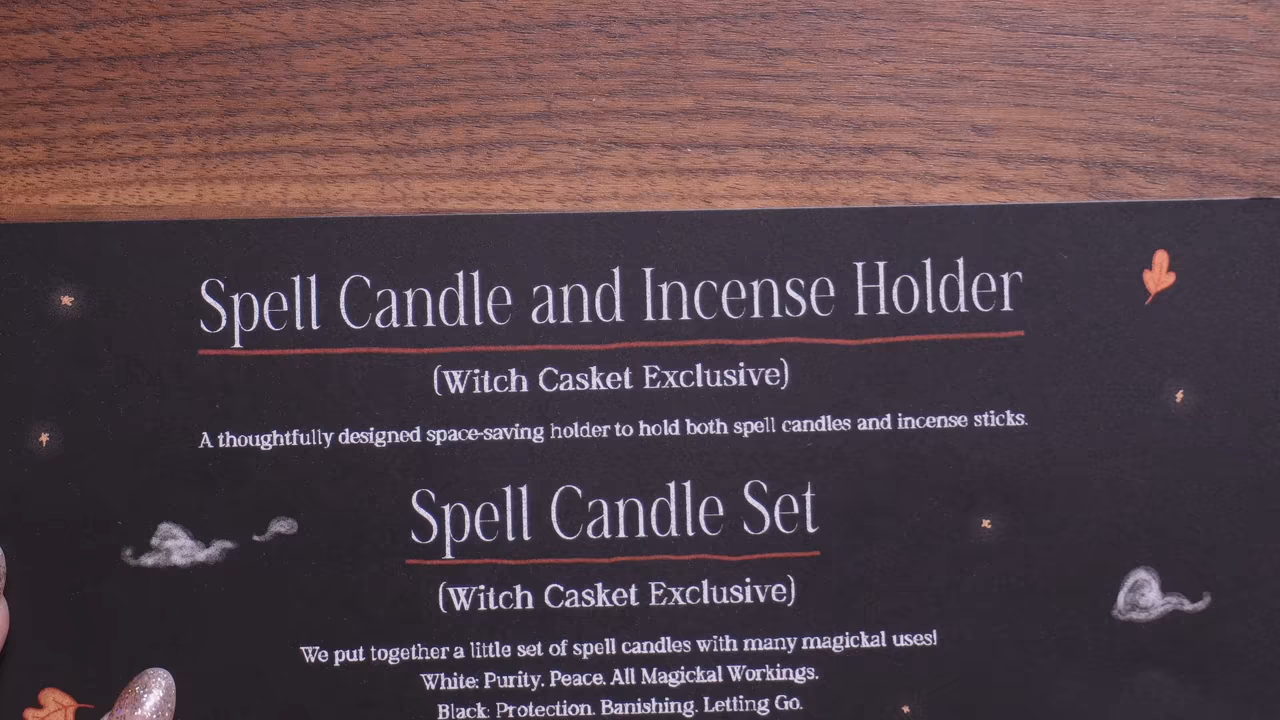 Spell Candle and Incense Holder
(Witch Casket Exclusive)
A thoughtfully designed space-saving holder to hold both spell candles and incense sticks.
Spell Candle Set
(Witch Casket Exclusive)
We put together a little set of spell candles with many magickal uses!
White: Purity. Peace. All Magickal Workings.
Black: Protection. Banishing. Letting Go.